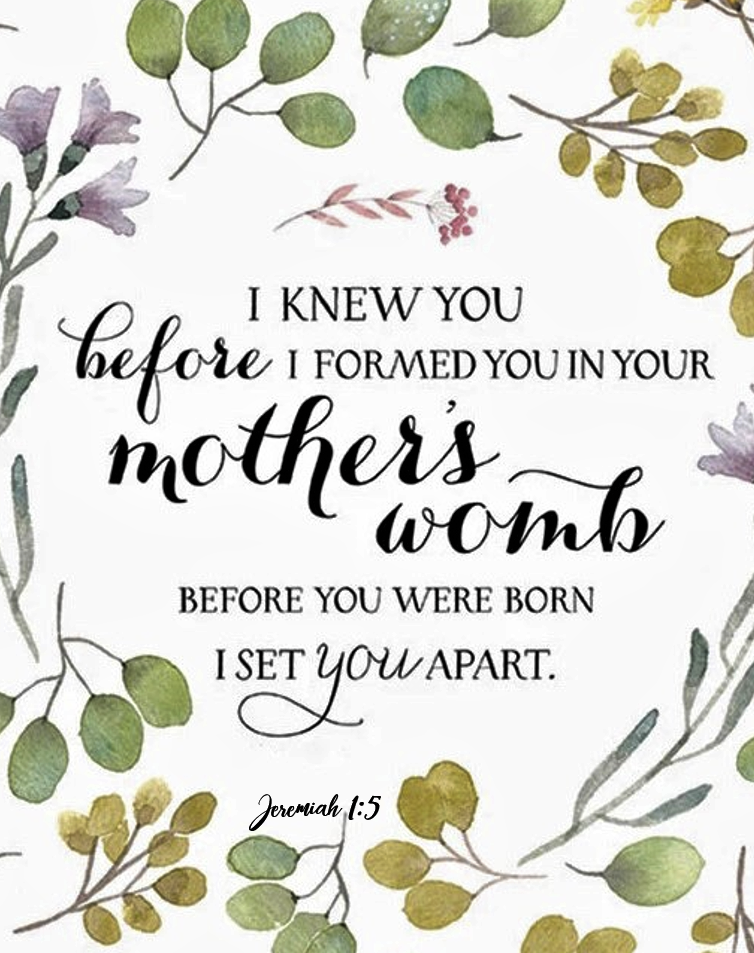 I KNEW YOU
before I FORMED YOU IN YOUR
mother's
womb
BEFORE YOU WERE BORN
I SET you APART.
Jeremiah 1:5